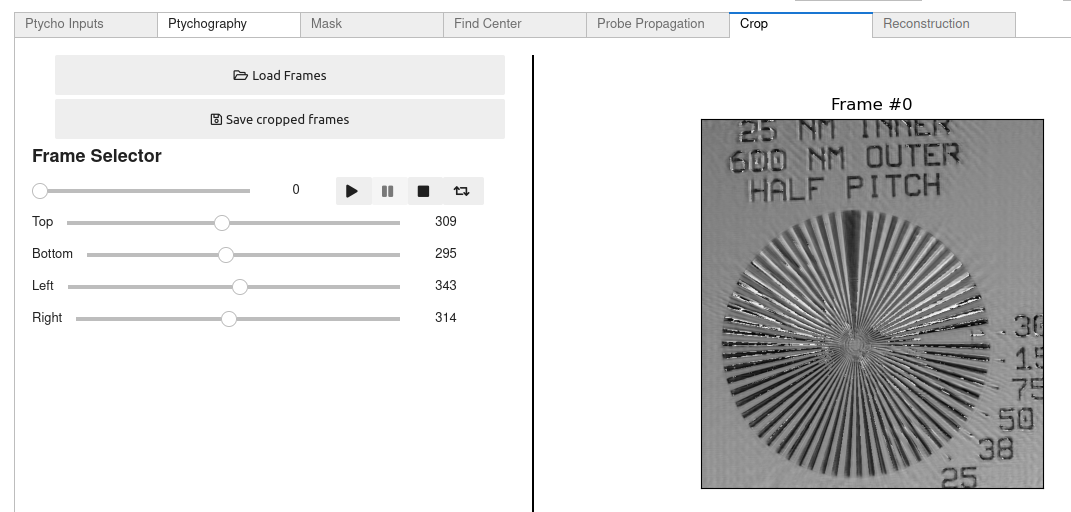 Ptycho Inputs
Ptychography
Mask
Find Center
Probe Propagation
Crop
Reconstruction
Load Frames
Save cropped frames
Frame Selector
0
Top 309
Bottom 295
Left 343
Right 314
Frame #0
25 NM INNER
600 NM OUTER
HALF PITCH
75
50
38
25